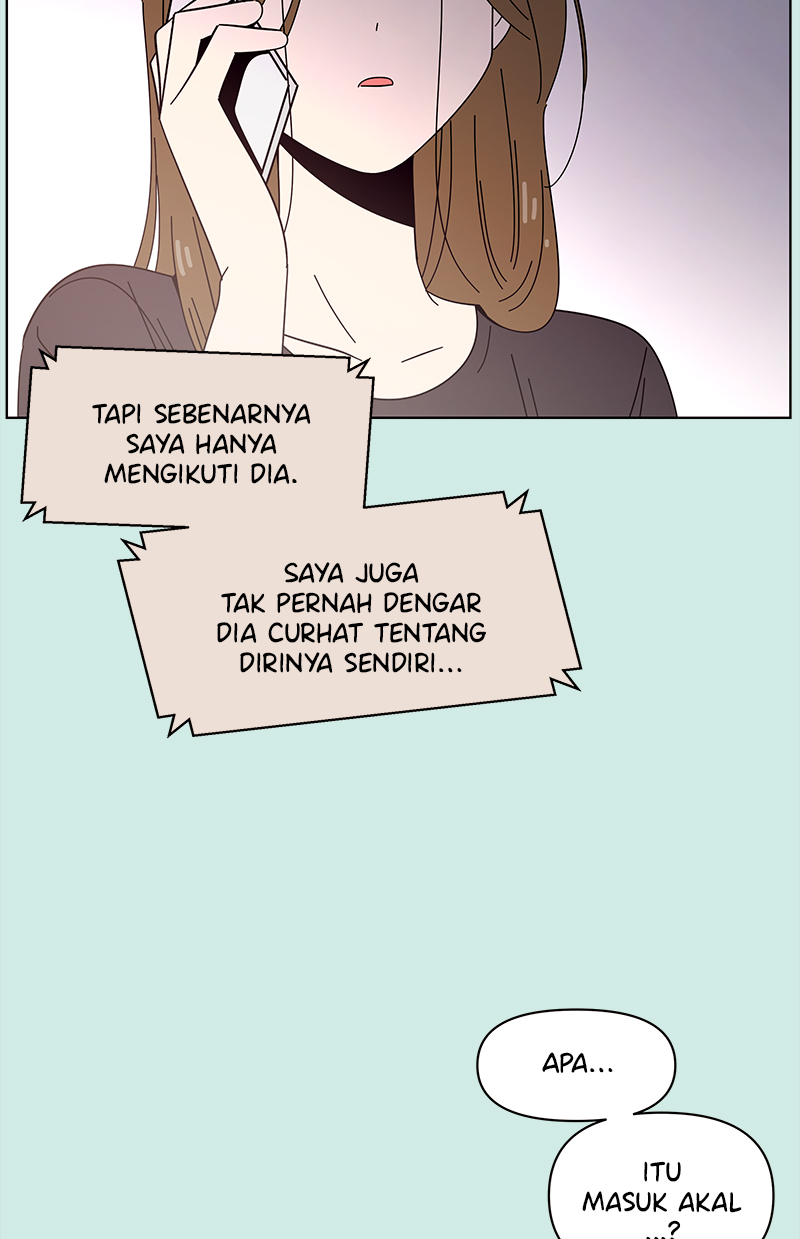 TAPI SEBENARNYA
SAYA HANYA
MENGIKUTI DIA.
SAYA JUGA
TAK PERNAH DENGAR
DIA CURHAT TENTANG
DIRINYA SENDIRI...
APA...
ITU
MASUK AKAL
....?